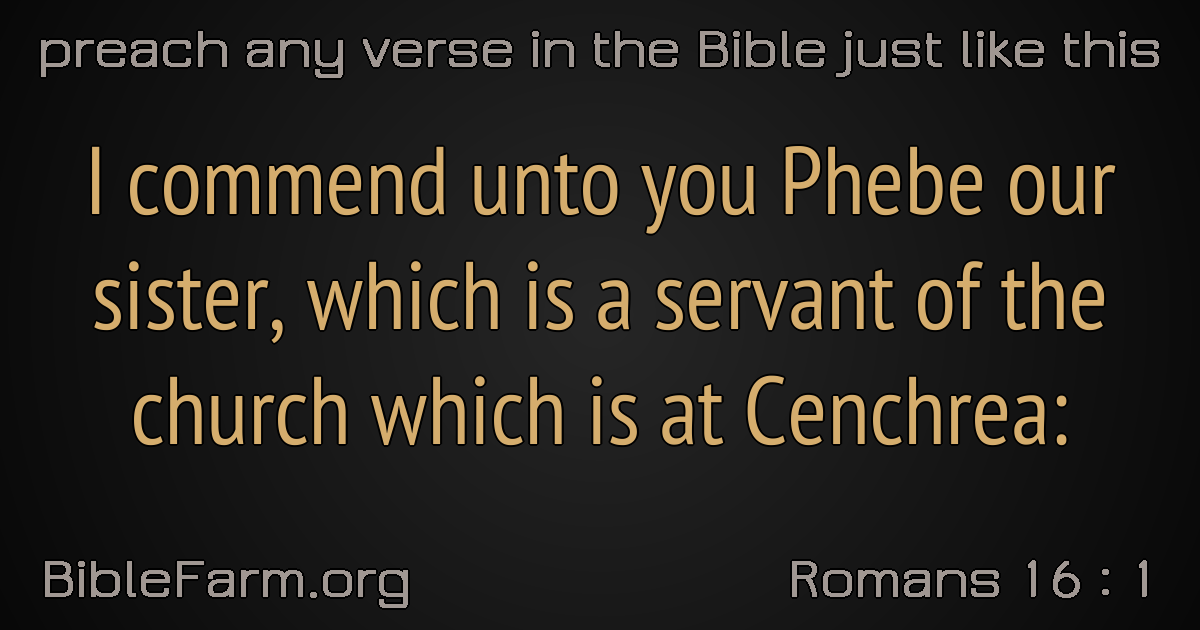 preach any verse in the Bible just like this
I commend unto you Phebe our
sister, which is a servant of the
church which is at Cenchrea:
BibleFarm.org
Romans 16 : 1